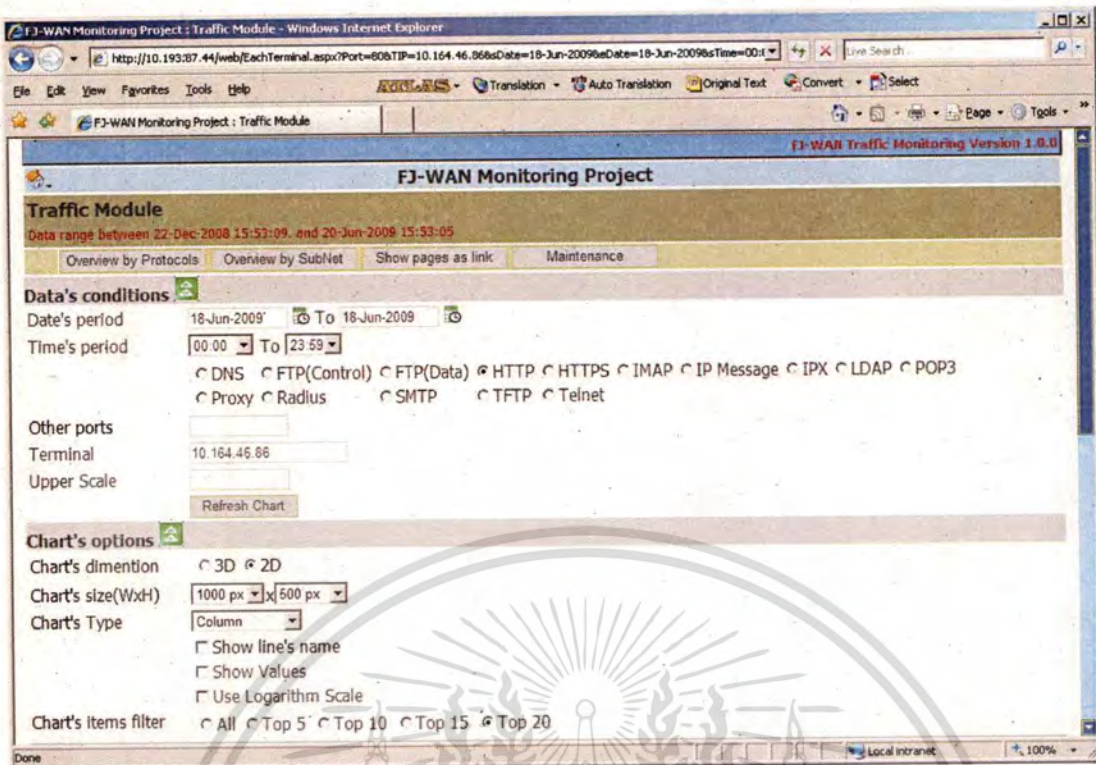 FJ-WAN Monitoring Project : Traffic Module - Windows Internet Explorer
http://10.193.87.44/web/EachTerminal.aspx?Port=80&TIP=10.164.46.86&sDate=18-Jun-2009&eDate=18-Jun-2009&sTime=00:( Live Search
File Edit View Favorites Tools Help ATLAS - Translation - Auto Translation Original Text Convert - Select
FJ-WAN Monitoring Project : Traffic Module Page Tools
FJ-WAN Traffic Monitoring Version 1.0.0
FJ-WAN Monitoring Project
Traffic Module
Data range between 22-Dec-2008 15:53:09. and 20-Jun-2009 15:53:05
Overview by Protocols Overview by SubNet Show pages as link Maintenance
Data's conditions
Date's period 18-Jun-2009 To 18-Jun-2009
Time's period 00:00 To 23:59
DNS FTP(Control) FTP(Data) HTTP HTTPS IMAP IP Message IPX LDAP POP3
Proxy Radius SMTP TFTP Telnet
Other ports
Terminal 10.164.46.86
Upper Scale
Refresh Chart
Chart's options
Chart's dimention 3D 2D
Chart's size(WxH) 1000 px x 500 px
Chart's Type Column
Show line's name
Show Values
Use Logarithm Scale
Chart's items filter All Top 5 Top 10 Top 15 Top 20
Done Local intranet 100%